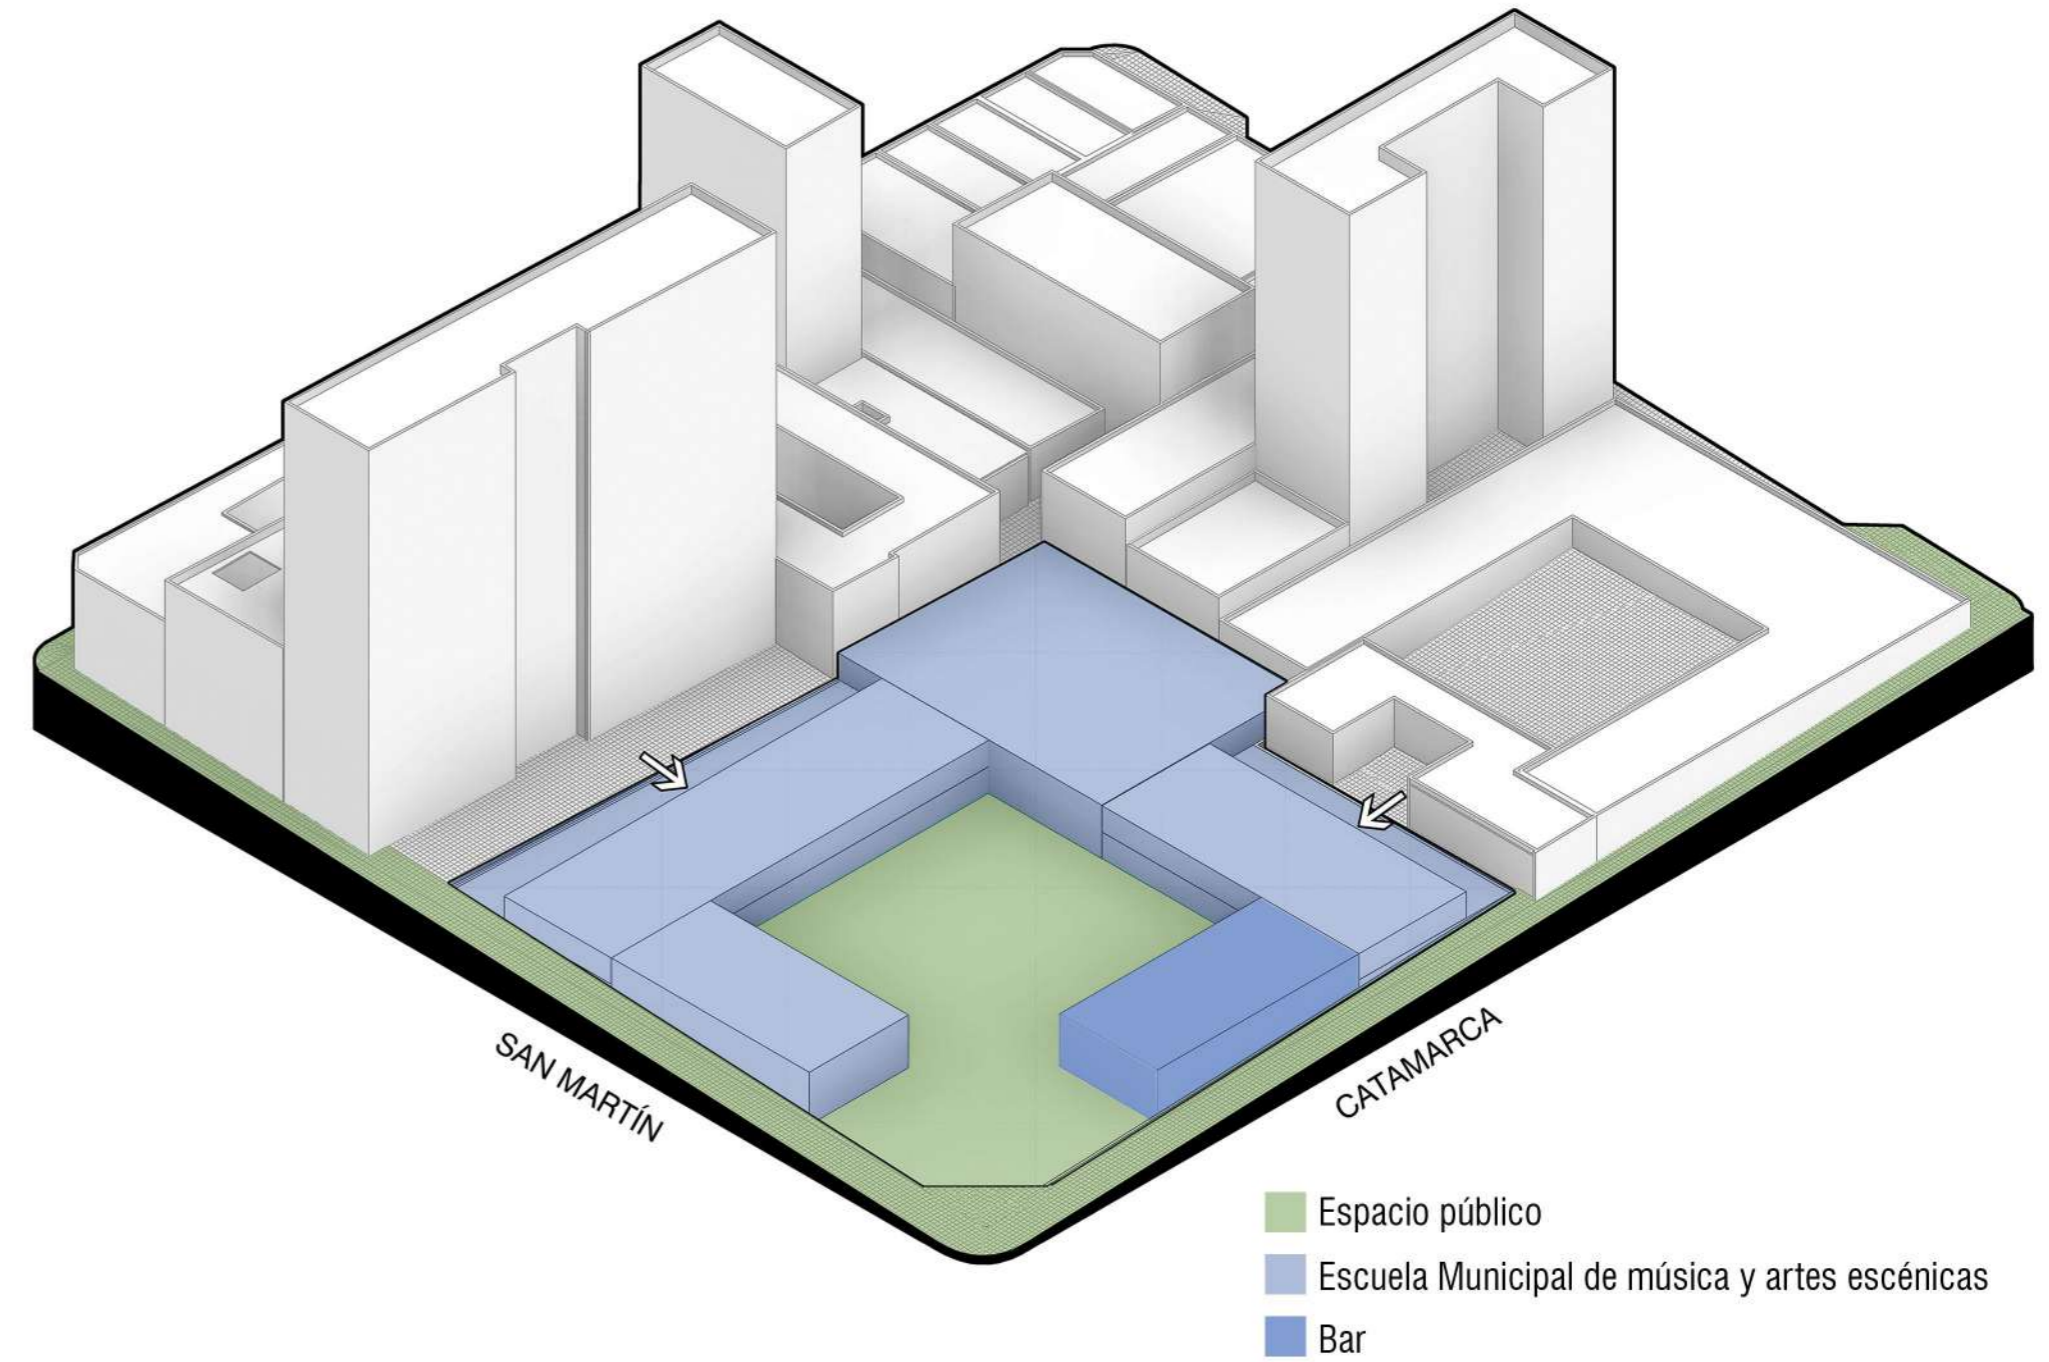 SAN MARTÍN
CATAMARCA
Espacio público
Escuela Municipal de música y artes escénicas
Bar